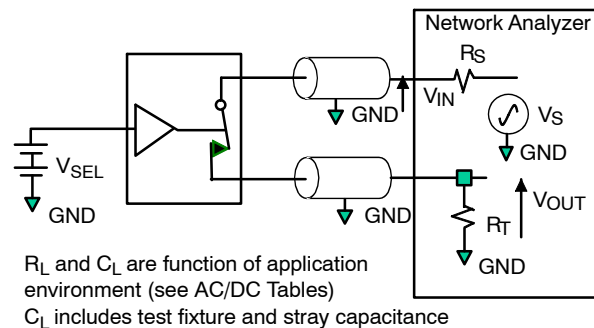 Network Analyzer
R_S
GND
V_IN
V_S
GND
V_SEL
GND
GND
V_OUT
R_T
GND
R_L and C_L are function of application
environment (see AC/DC Tables)
C_L includes test fixture and stray capacitance